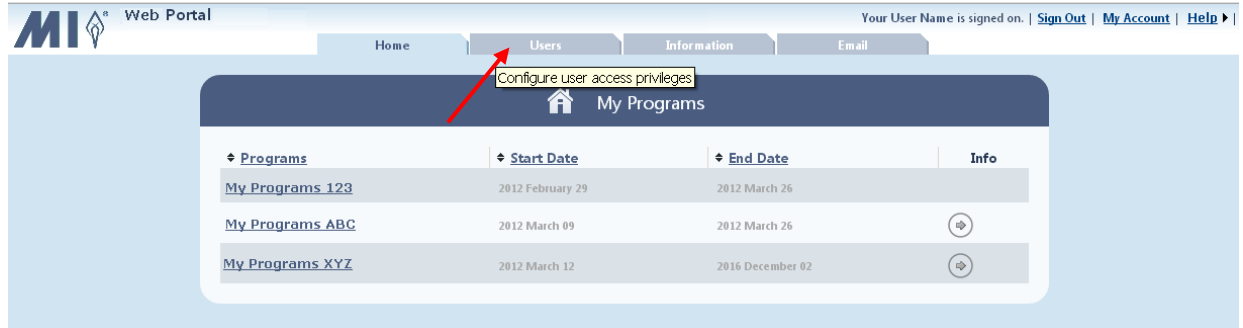 MI® Web Portal
Your User Name is signed on. | Sign Out | My Account | Help ▶ |
Home Users Information Email
Configure user access privileges
My Programs
Programs Start Date End Date Info
My Programs 123 2012 February 29 2012 March 26
My Programs ABC 2012 March 09 2012 March 26
My Programs XYZ 2012 March 12 2016 December 02